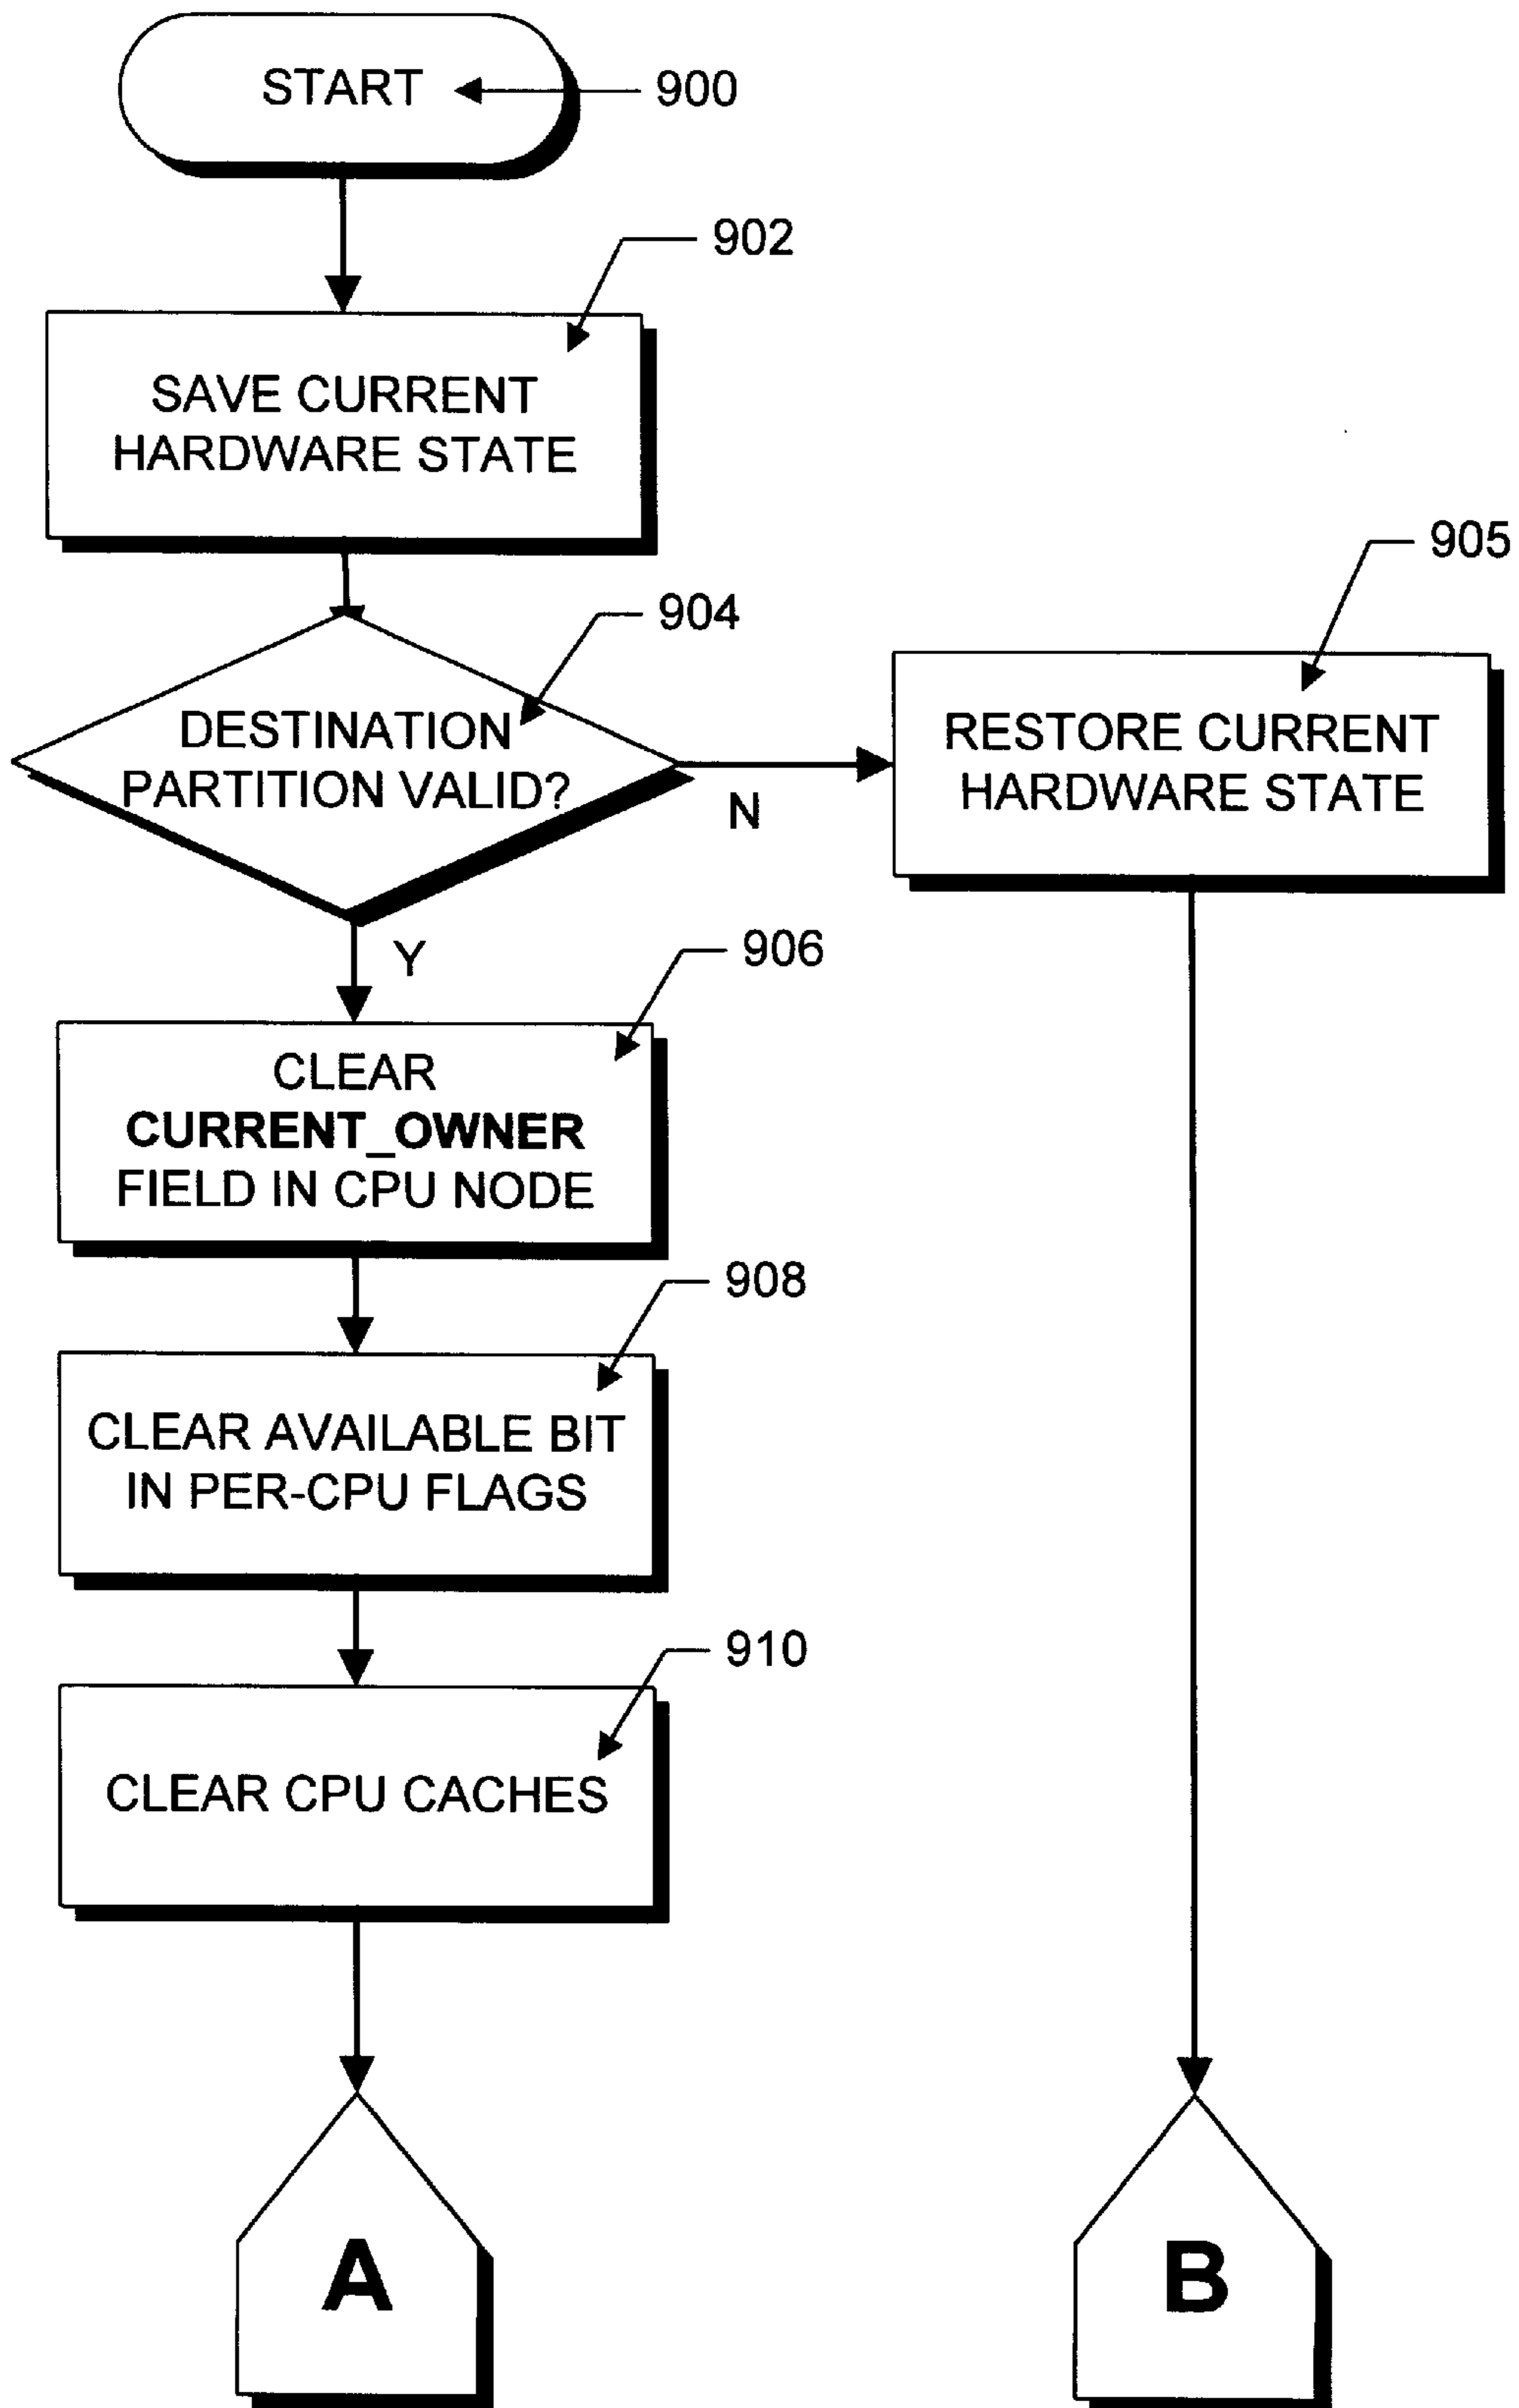 START
900
902
SAVE CURRENT
HARDWARE STATE
904
905
DESTINATION
PARTITION VALID?
N
RESTORE CURRENT
HARDWARE STATE
Y
906
CLEAR
CURRENT_OWNER
FIELD IN CPU NODE
908
CLEAR AVAILABLE BIT
IN PER-CPU FLAGS
910
CLEAR CPU CACHES
A
B